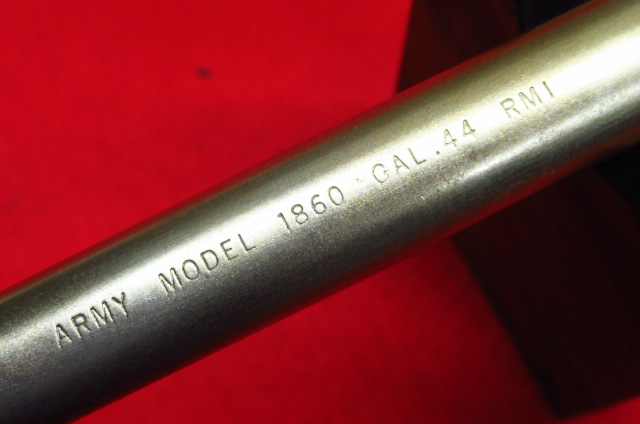 ARMY MODEL 1860 · CAL .44 RMI